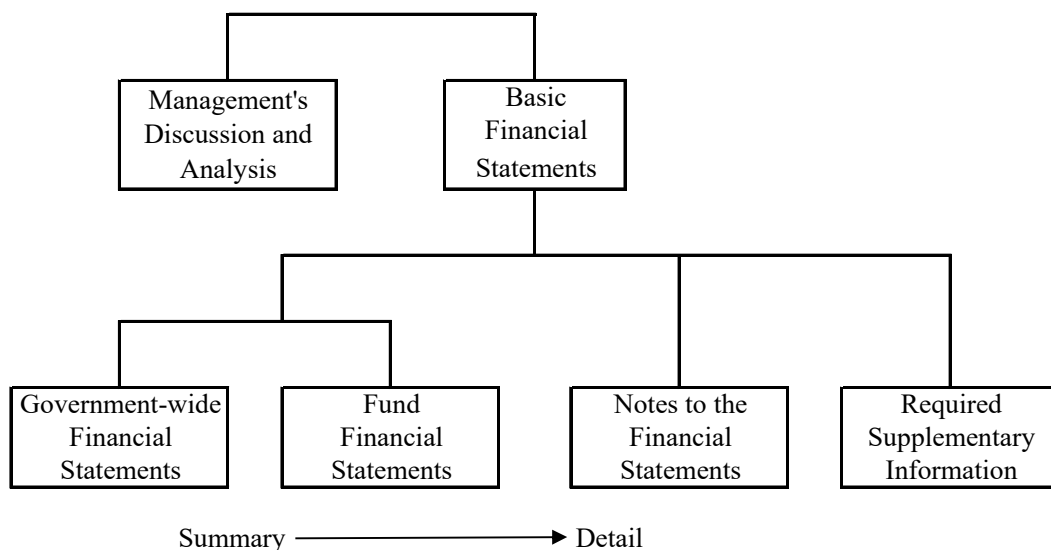 Management's
Discussion and
Analysis
Basic
Financial
Statements
Government-wide
Financial
Statements
Fund
Financial
Statements
Notes to the
Financial
Statements
Required
Supplementary
Information
Summary
Detail